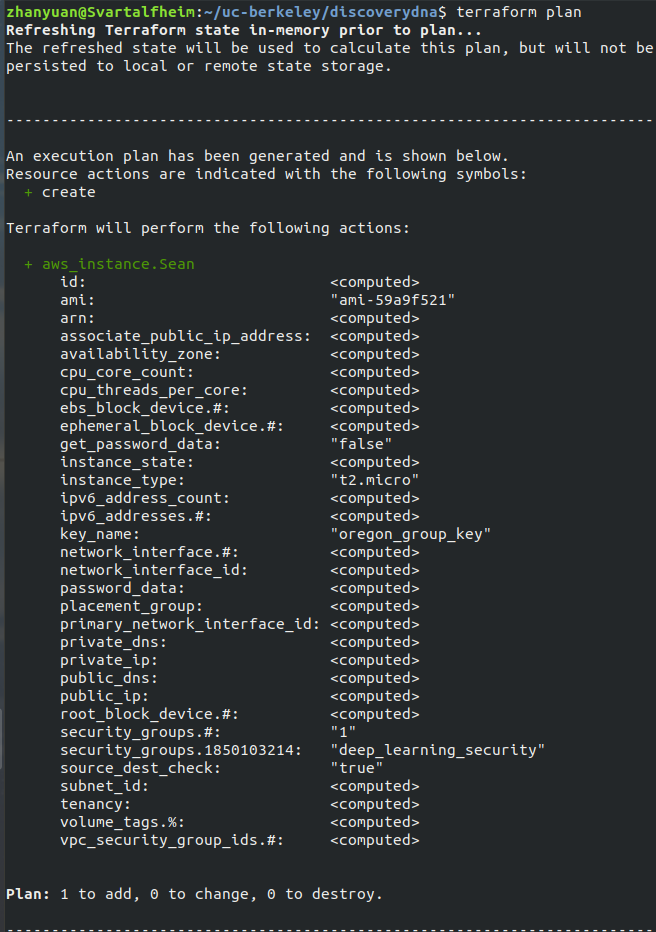 zhanyuan@Svartalfheim:~/uc-berkeley/discoverydna$ terraform plan
Refreshing Terraform state in-memory prior to plan...
The refreshed state will be used to calculate this plan, but will not be
persisted to local or remote state storage.
------------------------------------------------------------------------
An execution plan has been generated and is shown below.
Resource actions are indicated with the following symbols:
  + create
Terraform will perform the following actions:
  + aws_instance.Sean
      id:                           <computed>
      ami:                          "ami-59a9f521"
      arn:                          <computed>
      associate_public_ip_address:  <computed>
      availability_zone:            <computed>
      cpu_core_count:               <computed>
      cpu_threads_per_core:         <computed>
      ebs_block_device.#:           <computed>
      ephemeral_block_device.#:     <computed>
      get_password_data:            "false"
      instance_state:               <computed>
      instance_type:                "t2.micro"
      ipv6_address_count:           <computed>
      ipv6_addresses.#:             <computed>
      key_name:                     "oregon_group_key"
      network_interface.#:          <computed>
      network_interface_id:         <computed>
      password_data:                <computed>
      placement_group:              <computed>
      primary_network_interface_id: <computed>
      private_dns:                  <computed>
      private_ip:                   <computed>
      public_dns:                   <computed>
      public_ip:                    <computed>
      root_block_device.#:          <computed>
      security_groups.#:            "1"
      security_groups.1850103214:   "deep_learning_security"
      source_dest_check:            "true"
      subnet_id:                    <computed>
      tenancy:                      <computed>
      volume_tags.%:                <computed>
      vpc_security_group_ids.#:     <computed>
Plan: 1 to add, 0 to change, 0 to destroy.
------------------------------------------------------------------------